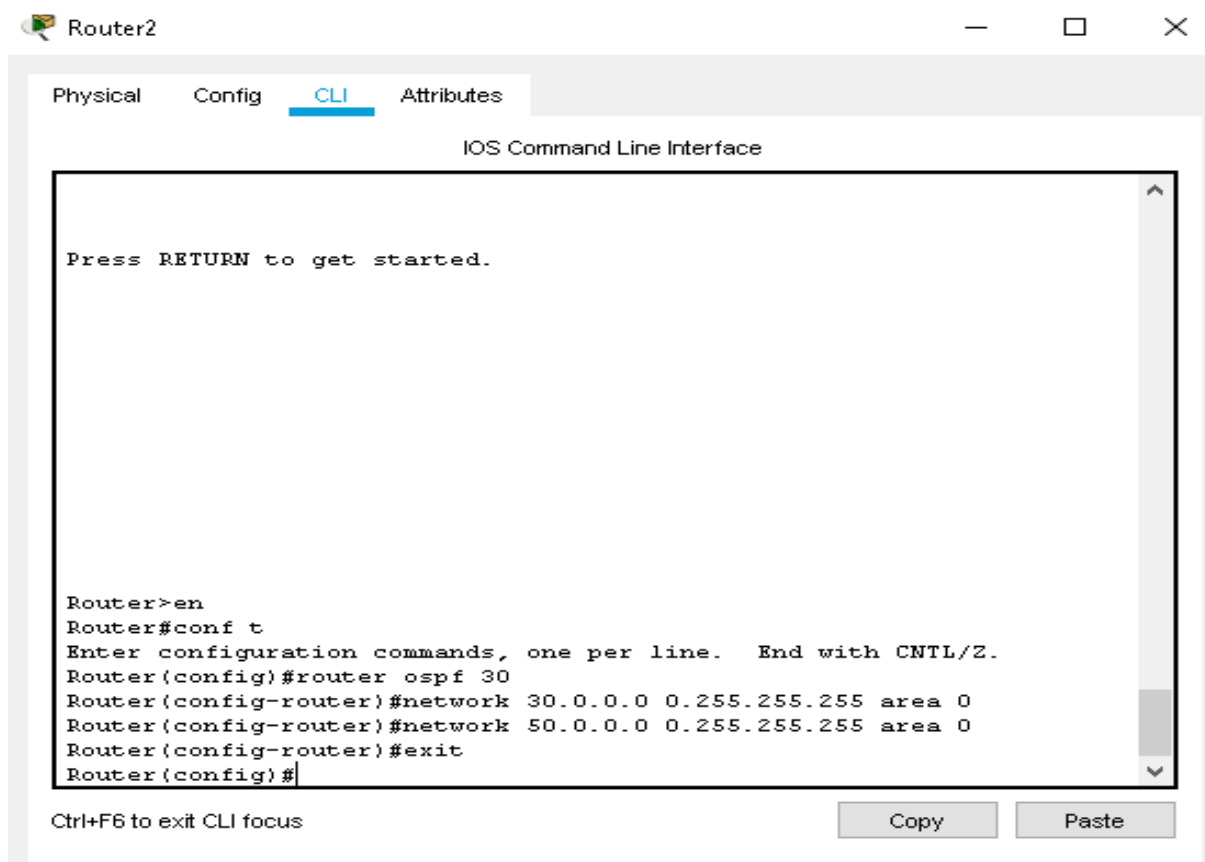 Router2
Physical Config CLI Attributes
IOS Command Line Interface
Press RETURN to get started.
Router>en
Router#conf t
Enter configuration commands, one per line.  End with CNTL/Z.
Router(config)#router ospf 30
Router(config-router)#network 30.0.0.0 0.255.255.255 area 0
Router(config-router)#network 50.0.0.0 0.255.255.255 area 0
Router(config-router)#exit
Router(config)#
Ctrl+F6 to exit CLI focus Copy Paste